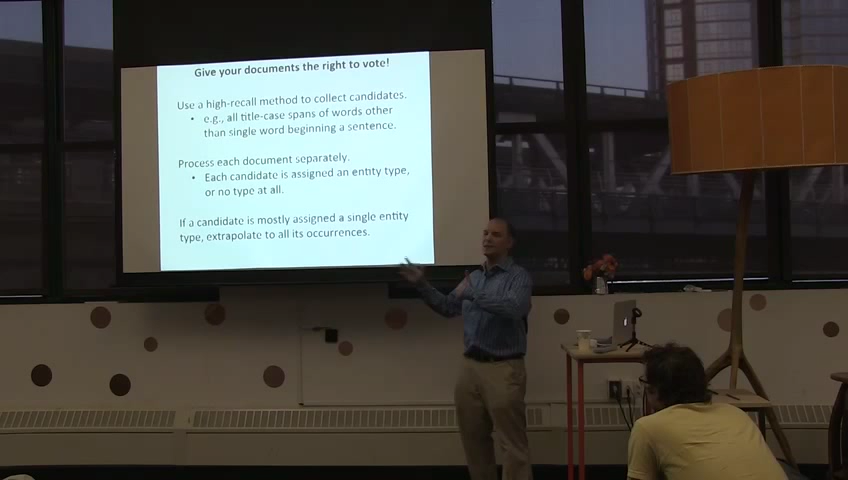 Give your documents the right to vote!
Use a high-recall method to collect candidates.
• e.g., all title-case spans of words other
than single word beginning a sentence.
Process each document separately.
• Each candidate is assigned an entity type,
or no type at all.
If a candidate is mostly assigned a single entity
type, extrapolate to all its occurrences.